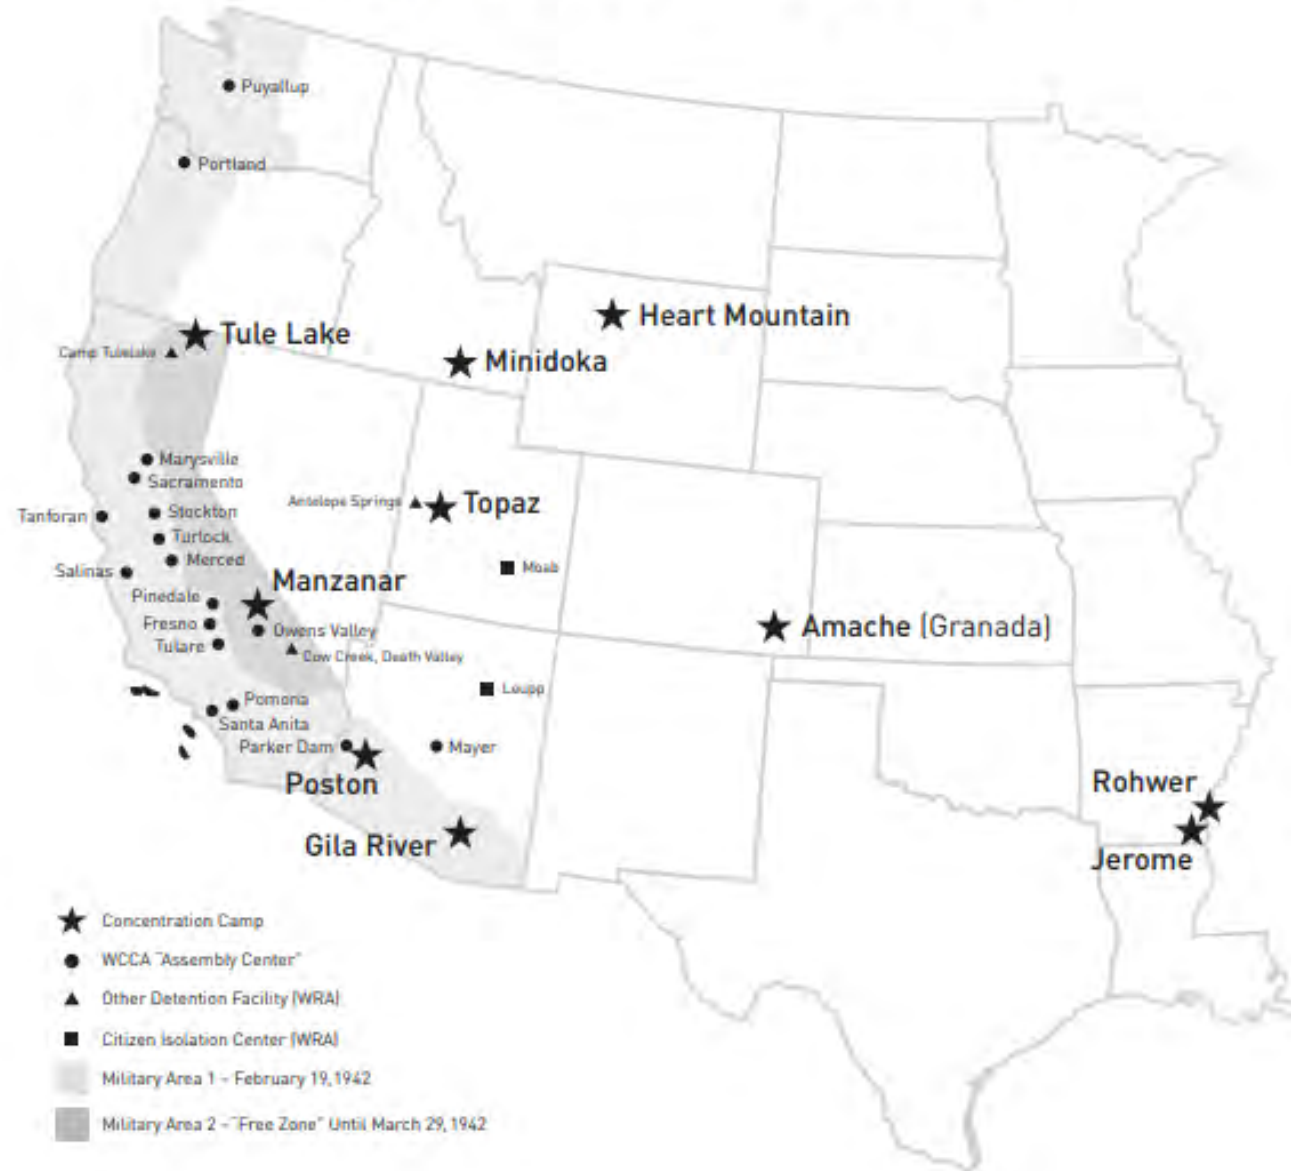 Puyallup
Portland
Heart Mountain
Tule Lake
Camp Tulelake
Minidoka
Marysville
Sacramento
Antelope Springs
Topaz
Tanforan
Stockton
Turlock
Merced
Moab
Salinas
Manzanar
Pinedale
Fresno
Owens Valley
Amache (Granada)
Tulare
Cow Creek, Death Valley
Leupp
Pomona
Santa Anita
Parker Dam
Mayer
Poston
Rohwer
Gila River
Jerome
Concentration Camp
WCCA "Assembly Center"
Other Detention Facility (WRA)
Citizen Isolation Center (WRA)
Military Area 1 - February 19, 1942
Military Area 2 - "Free Zone" Until March 29, 1942